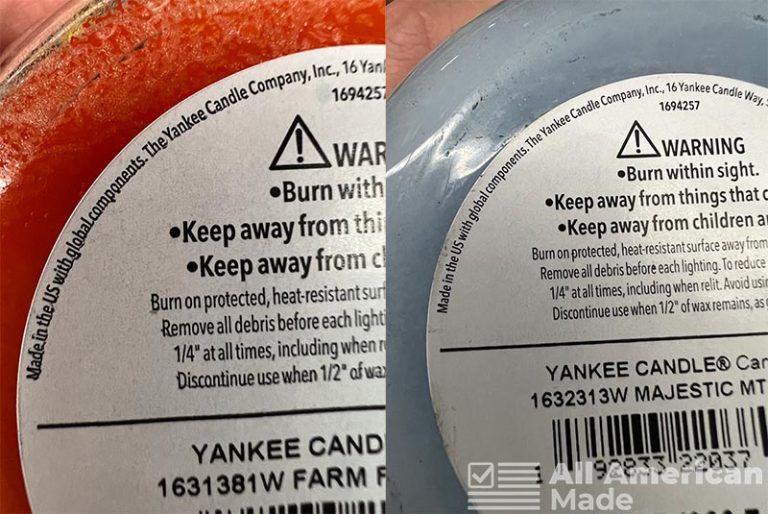 Made in the US with global components. The Yankee Candle Company, Inc., 16 Yan
1694257
WAR
•Burn with
•Keep away from thi
•Keep away from c
Burn on protected, heat-resistant surf
Remove all debris before each lighti
1/4" at all times, including when r
Discontinue use when 1/2" of wax
YANKEE CAND
1631381W FARM F
Made in the US with global components. The Yankee Candle Company, Inc., 16 Yankee Candle Way,
1694257
WARNING
•Burn within sight.
•Keep away from things that c
•Keep away from children a
Burn on protected, heat-resistant surface away from
Remove all debris before each lighting. To reduce
1/4" at all times, including when relit. Avoid usin
Discontinue use when 1/2" of wax remains, as
YANKEE CANDLE® Can
1632313W MAJESTIC MT
All American
Made